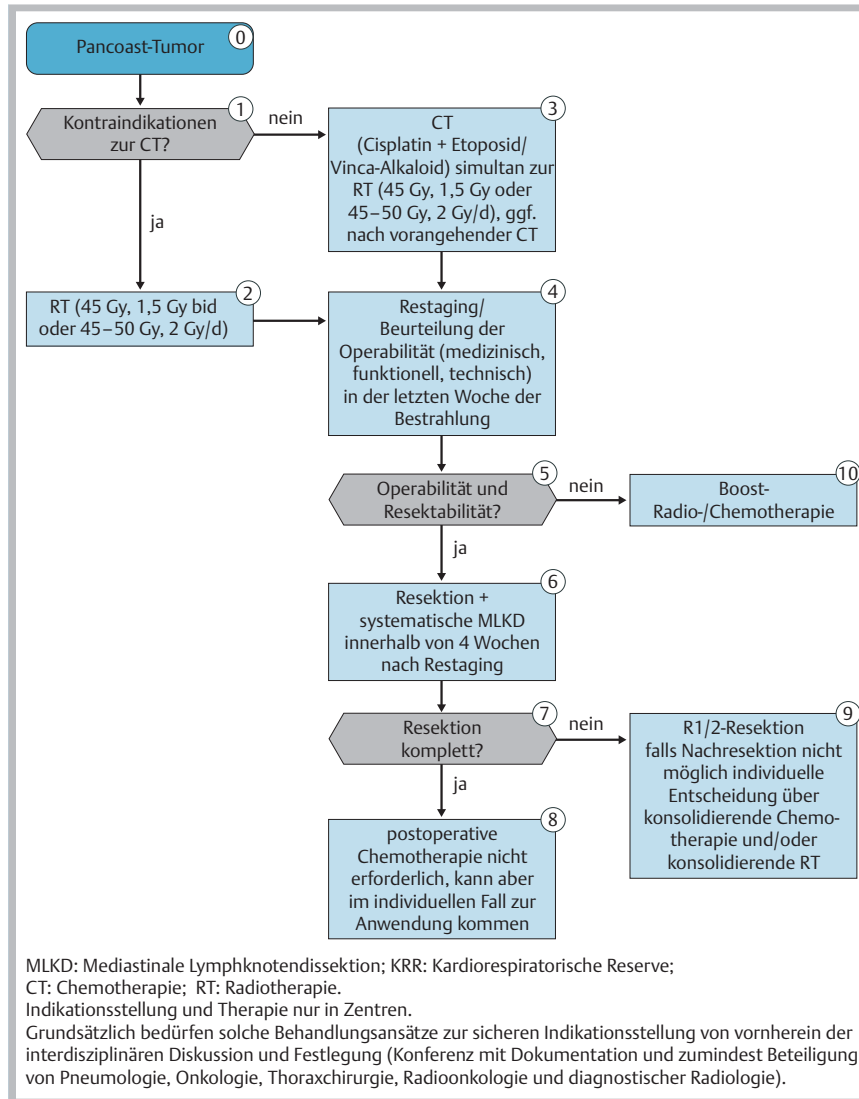 Pancoast-Tumor
0
Kontraindikationen
zur CT?
1
nein
ja
CT
(Cisplatin + Etoposid/
Vinca-Alkaloid) simultan zur
RT (45 Gy, 1,5 Gy oder
45–50 Gy, 2 Gy/d), ggf.
nach vorangehender CT
3
RT (45 Gy, 1,5 Gy bid
oder 45–50 Gy, 2 Gy/d)
2
Restaging/
Beurteilung der
Operabilität (medizinisch,
funktionell, technisch)
in der letzten Woche der
Bestrahlung
4
Operabilität und
Resektabilität?
5
nein
ja
Boost-
Radio-/Chemotherapie
10
Resektion +
systematische MLKD
innerhalb von 4 Wochen
nach Restaging
6
Resektion
komplett?
7
nein
ja
R1/2-Resektion
falls Nachresektion nicht
möglich individuelle
Entscheidung über
konsolidierende Chemo-
therapie und/oder
konsolidierende RT
9
postoperative
Chemotherapie nicht
erforderlich, kann aber
im individuellen Fall zur
Anwendung kommen
8
MLKD: Mediastinale Lymphknotendissektion; KRR: Kardiorespiratorische Reserve;
CT: Chemotherapie; RT: Radiotherapie.
Indikationsstellung und Therapie nur in Zentren.
Grundsätzlich bedürfen solche Behandlungsansätze zur sicheren Indikationsstellung von vornherein der
interdisziplinären Diskussion und Festlegung (Konferenz mit Dokumentation und zumindest Beteiligung
von Pneumologie, Onkologie, Thoraxchirurgie, Radioonkologie und diagnostischer Radiologie).